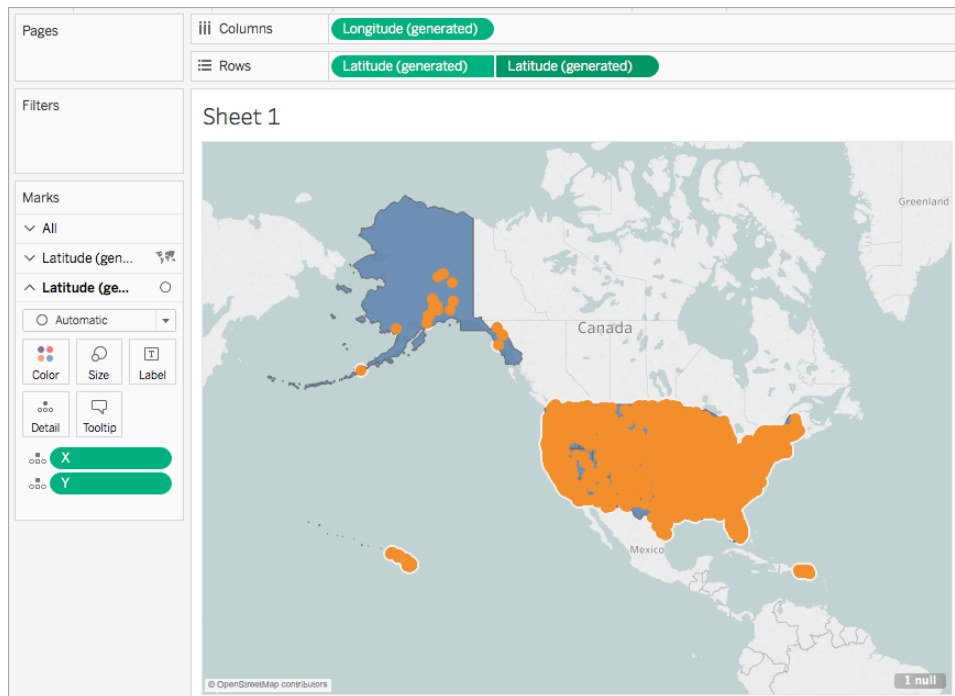 Pages
Columns
Longitude (generated)
Rows
Latitude (generated)
Latitude (generated)
Filters
Sheet 1
Marks
All
Latitude (gen...
Latitude (ge...
Automatic
Color
Size
Label
T
Detail
Tooltip
X
Y
Greenland
Canada
Mexico
© OpenStreetMap contributors
1 null